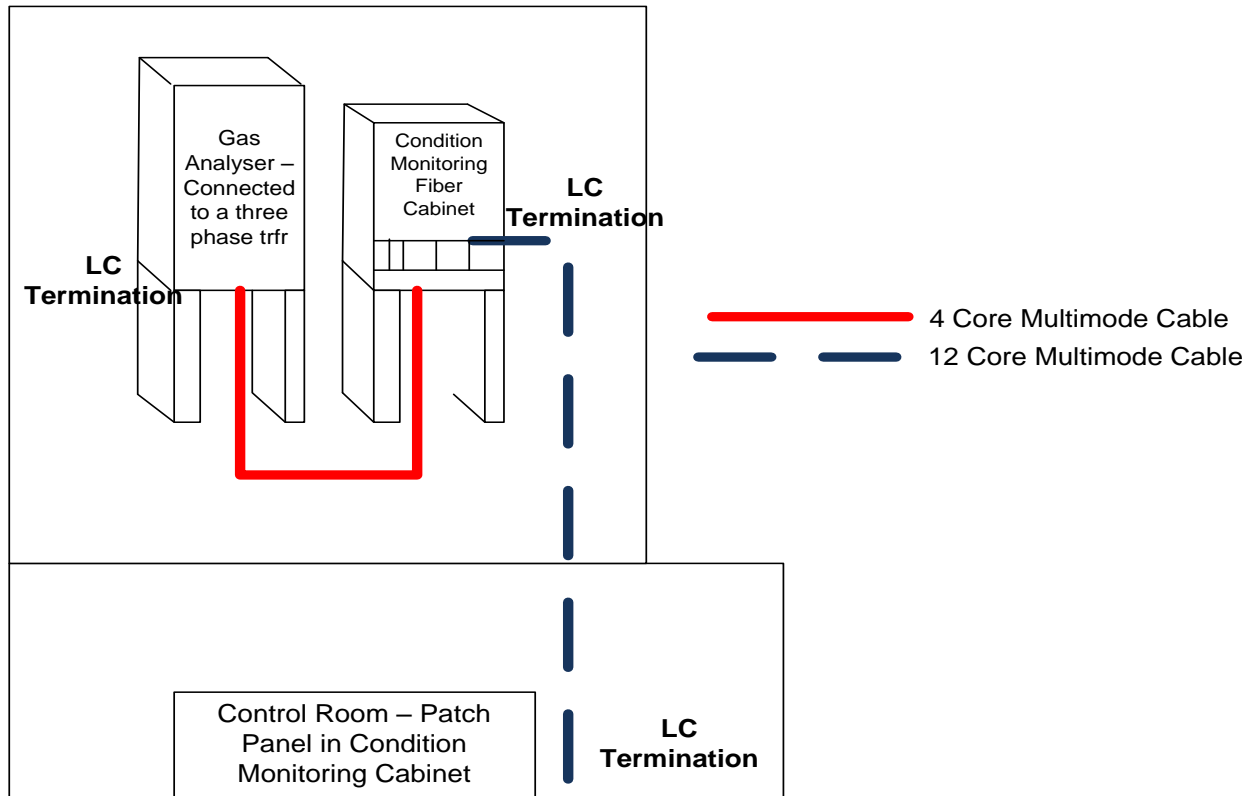 Gas
Analyser –
Connected
to a three
phase trfr
Condition
Monitoring
Fiber
Cabinet
LC
Termination
LC
Termination
4 Core Multimode Cable
12 Core Multimode Cable
Control Room – Patch
Panel in Condition
Monitoring Cabinet
LC
Termination